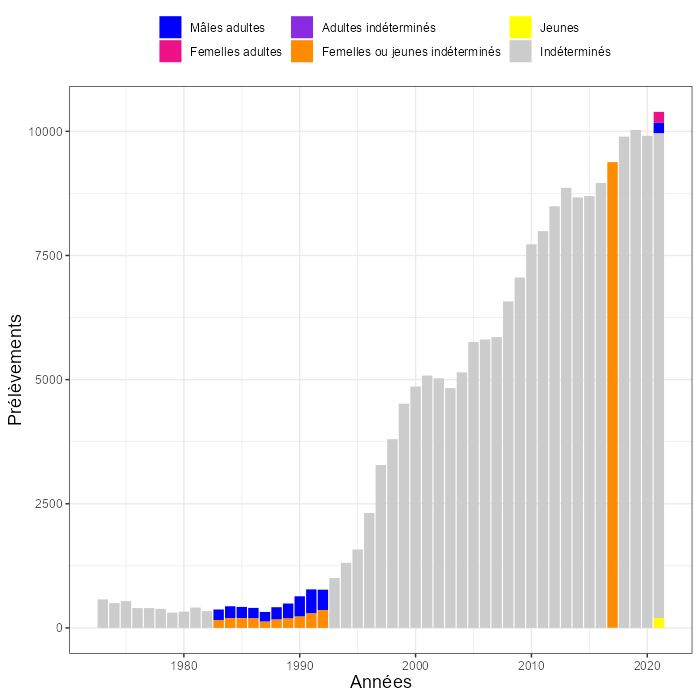 Mâles adultes
Adultes indéterminés
Jeunes
Femelles adultes
Femelles ou jeunes indéterminés
Indéterminés
Prélèvements
10000
7500
5000
2500
0
1980
1990
2000
2010
2020
Années